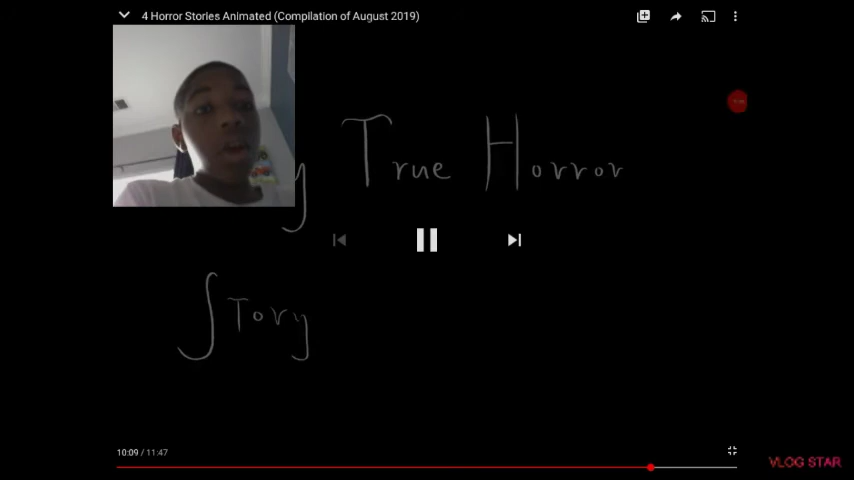 4 Horror Stories Animated (Compilation of August 2019)
y True Horror
Story
10:09 / 11:47
VLOG STAR